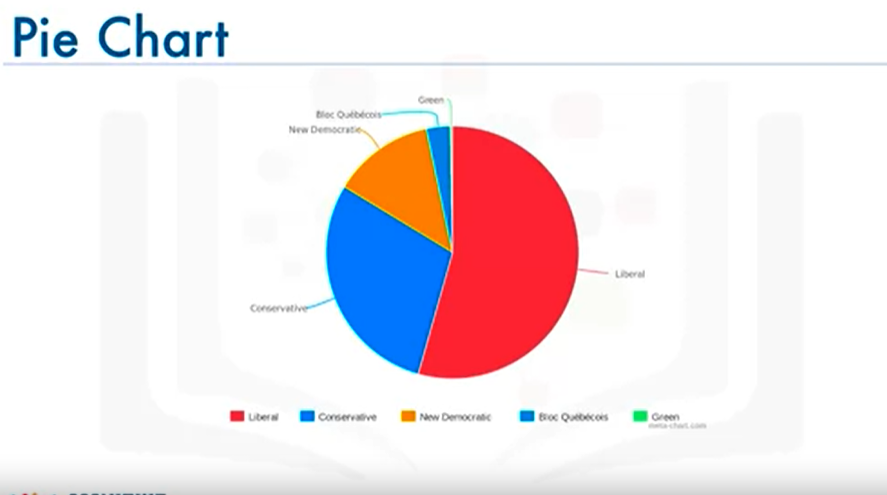 Pie Chart
Green
Bloc Québécois
New Democratic
Liberal
Conservative
Liberal
Conservative
New Democratic
Bloc Québécois
Green
meta-chart.com